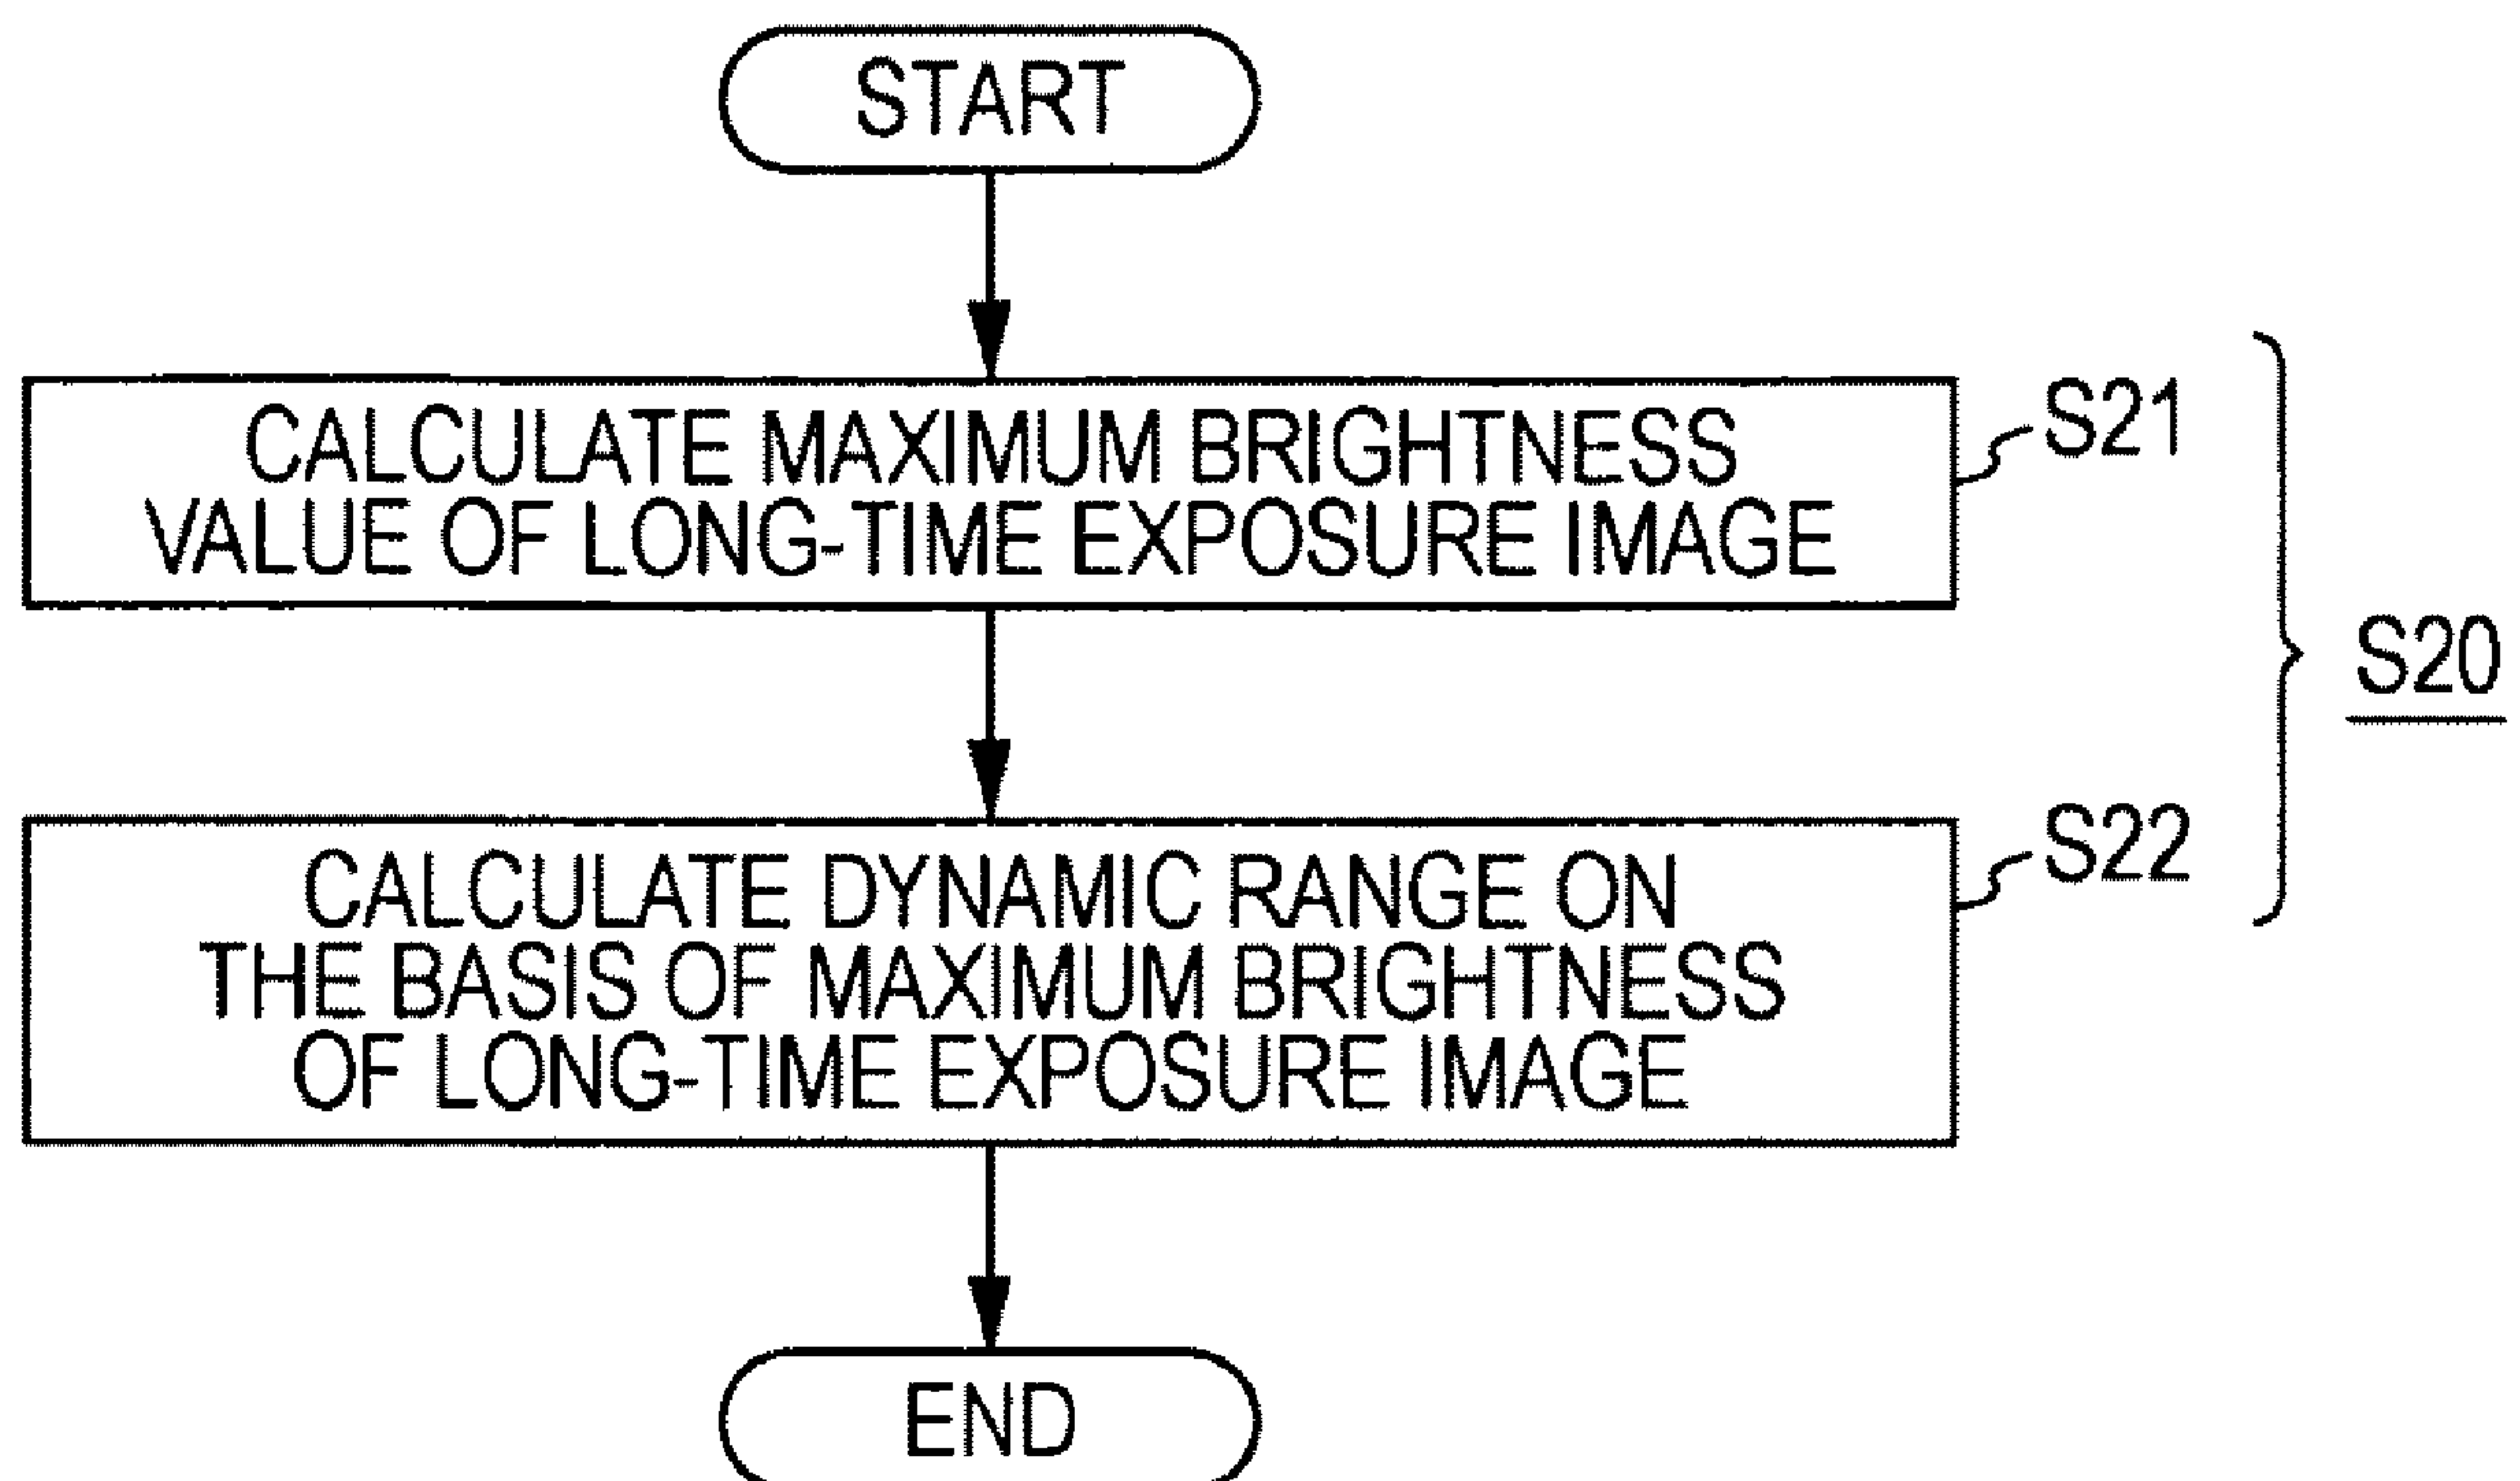 START
CALCULATE MAXIMUM BRIGHTNESS
VALUE OF LONG-TIME EXPOSURE IMAGE
S21
S20
CALCULATE DYNAMIC RANGE ON
THE BASIS OF MAXIMUM BRIGHTNESS
OF LONG-TIME EXPOSURE IMAGE
S22
END